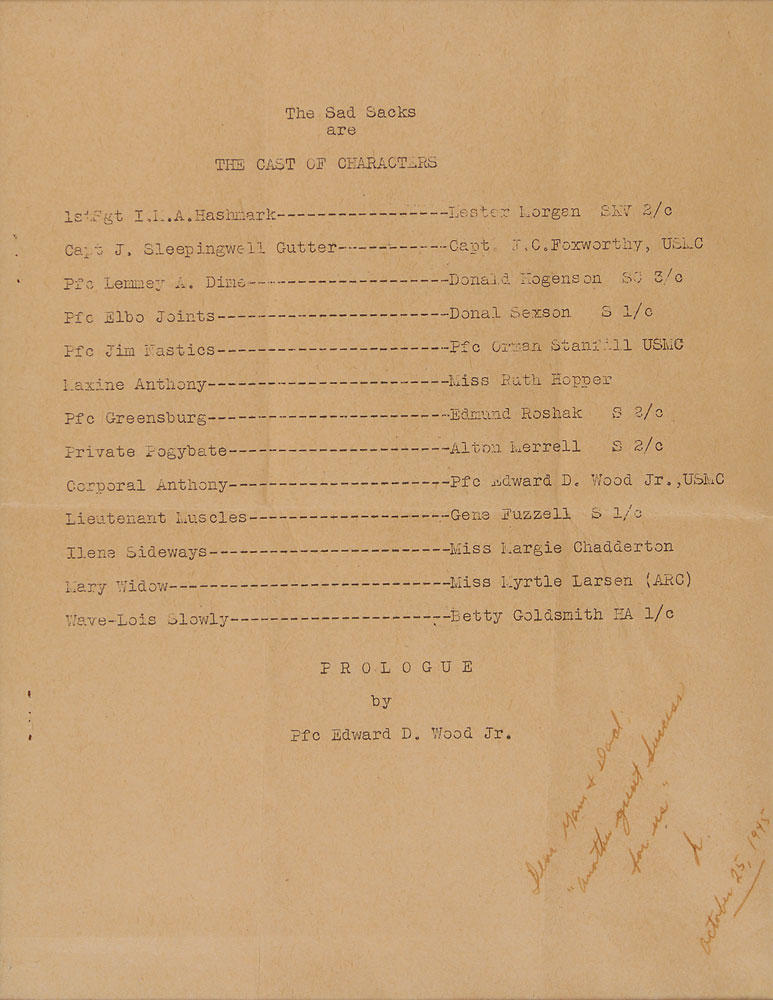 The Sad Sacks
are
THE CAST OF CHARACTERS
1stSgt I.M.A.Hashmark-----------------Lester Morgan SKV 2/c
Capt J. Sleepingwell Gutter-----------Capt. J.C.Foxworthy, USMC
Pfc Lemmey A. Dime--------------------Donald Hogenson SC 3/c
Pfc Elbo Joints-----------------------Donal Sexson S 1/c
Pfc Jim Nastics-----------------------Pfc Orman Stanfill USMC
Maxine Anthony------------------------Miss Ruth Hopper
Pfc Greensburg------------------------Edmund Roshak S 2/c
Private Pogybate----------------------Alton Merrell S 2/c
Corporal Anthony----------------------Pfc Edward D. Wood Jr.,USMC
Lieutenant Muscles--------------------Gene Fuzzell S 1/c
Ilene Sideways------------------------Miss Margie Chadderton
Mary Widow----------------------------Miss Myrtle Larsen (ARC)
Wave-Lois Slowly----------------------Betty Goldsmith HA 1/c
P R O L O G U E
by
Pfc Edward D. Wood Jr.
Dear Mom & Dad
"another great success
for us"
Jr.
October 25, 1945